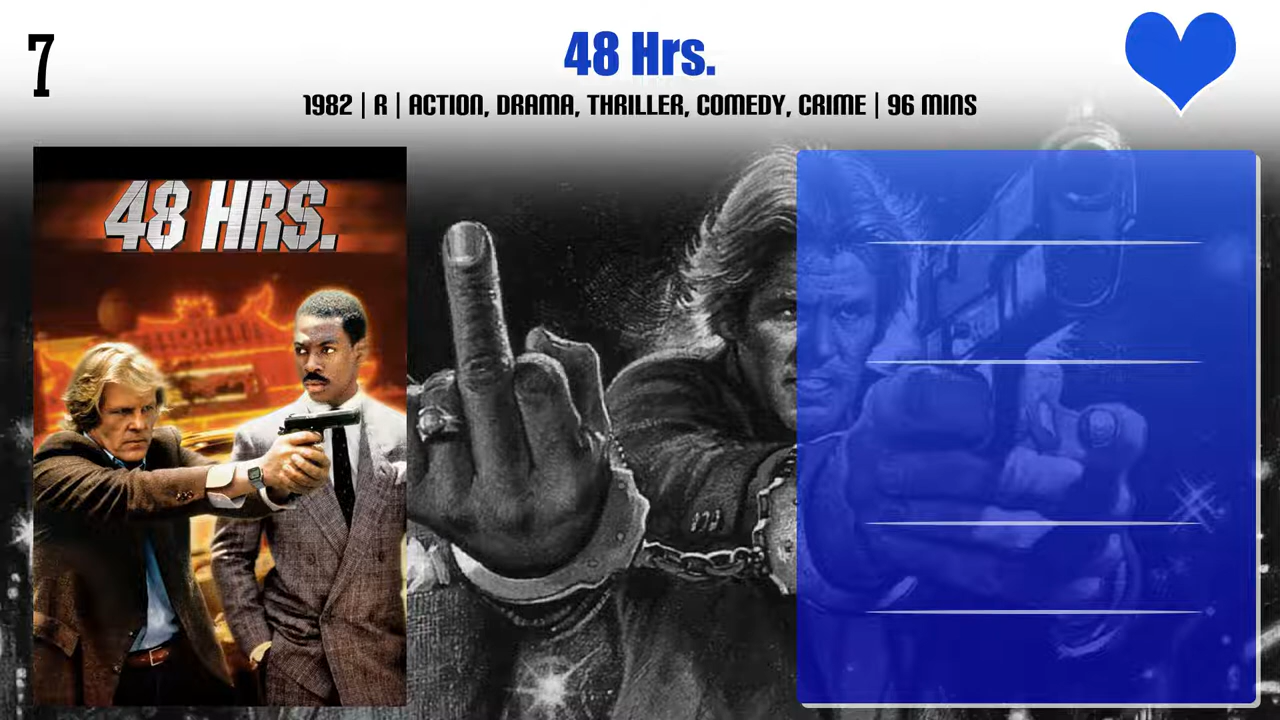 7
48 Hrs.
1982 | R | ACTION, DRAMA, THRILLER, COMEDY, CRIME | 96 MINS
48 HRS.